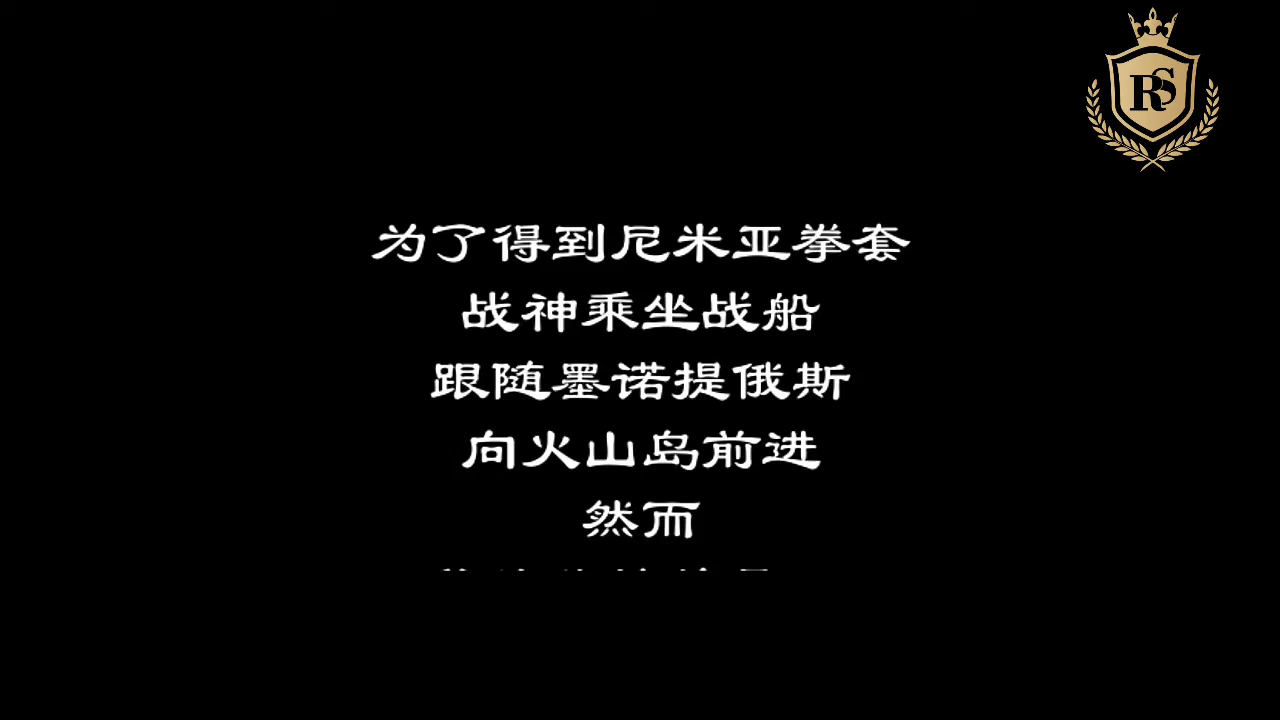 RS
为了得到尼米亚拳套
战神乘坐战船
跟随墨诺提俄斯
向火山岛前进
然而